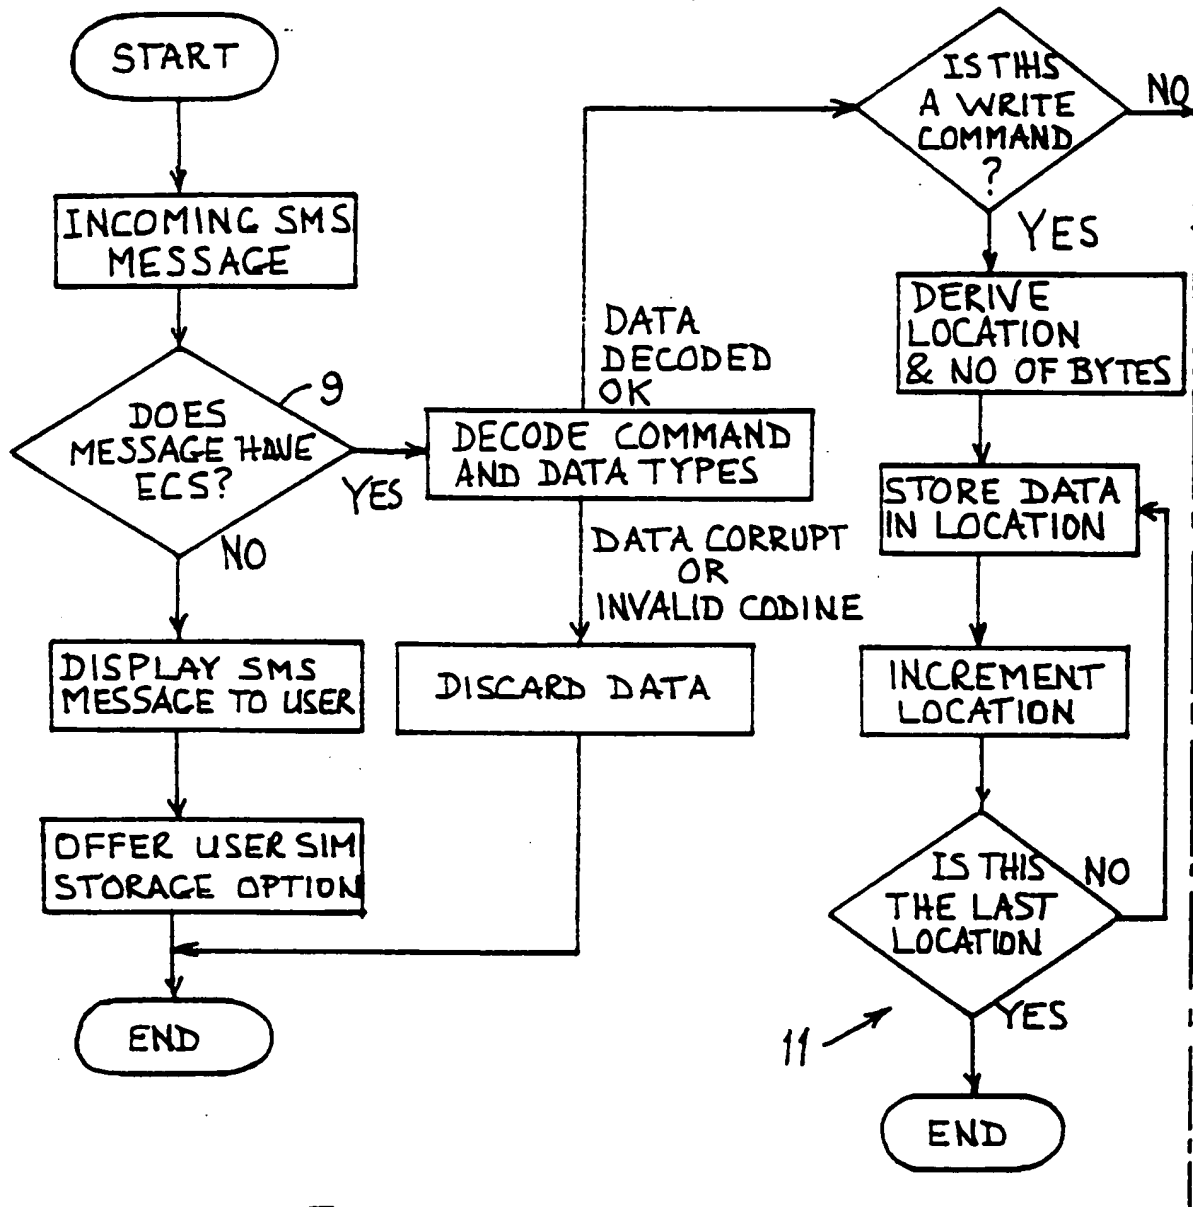 START
INCOMING SMS
MESSAGE
9
DOES
MESSAGE HAVE
ECS?
YES
NO
DISPLAY SMS
MESSAGE TO USER
OFFER USER SIM
STORAGE OPTION
END
DATA
DECODED
OK
DECODE COMMAND
AND DATA TYPES
DATA CORRUPT
OR
INVALID CODINE
DISCARD DATA
IS THIS
A WRITE
COMMAND
?
NO
YES
DERIVE
LOCATION
& NO OF BYTES
STORE DATA
IN LOCATION
INCREMENT
LOCATION
IS THIS
THE LAST
LOCATION
NO
YES
11
END